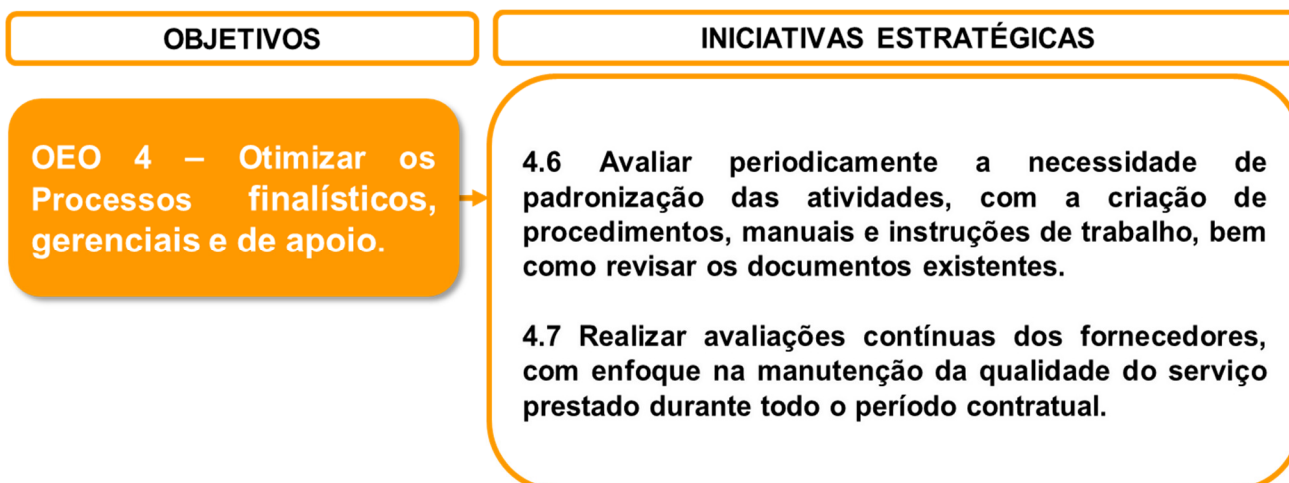 OBJETIVOS
INICIATIVAS ESTRATÉGICAS
OEO 4 – Otimizar os
Processos finalísticos,
gerenciais e de apoio.
4.6 Avaliar periodicamente a necessidade de
padronização das atividades, com a criação de
procedimentos, manuais e instruções de trabalho, bem
como revisar os documentos existentes.
4.7 Realizar avaliações contínuas dos fornecedores,
com enfoque na manutenção da qualidade do serviço
prestado durante todo o período contratual.